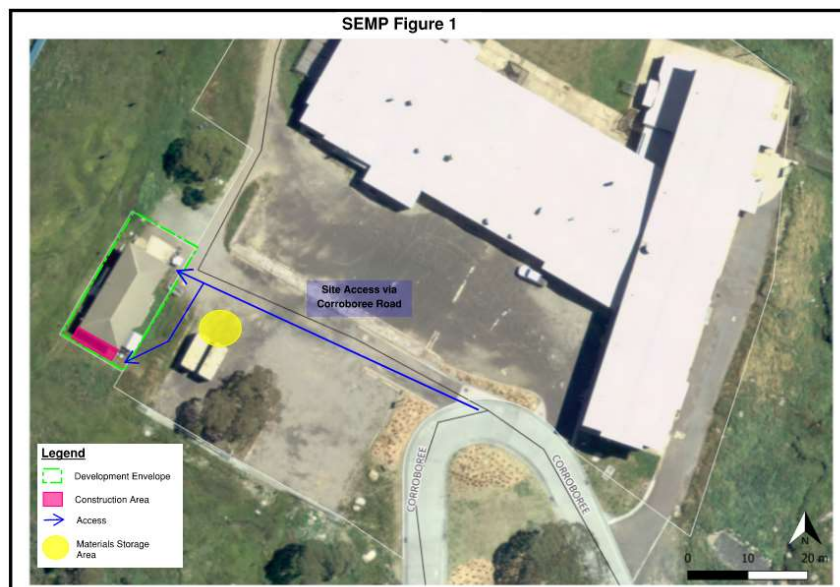 SEMP Figure 1
Site Access via
Corroboree Road
CORROBOREE
CORROBOREE
Legend
Development Envelope
Construction Area
Access
Materials Storage
Area
N
0 10 20 m